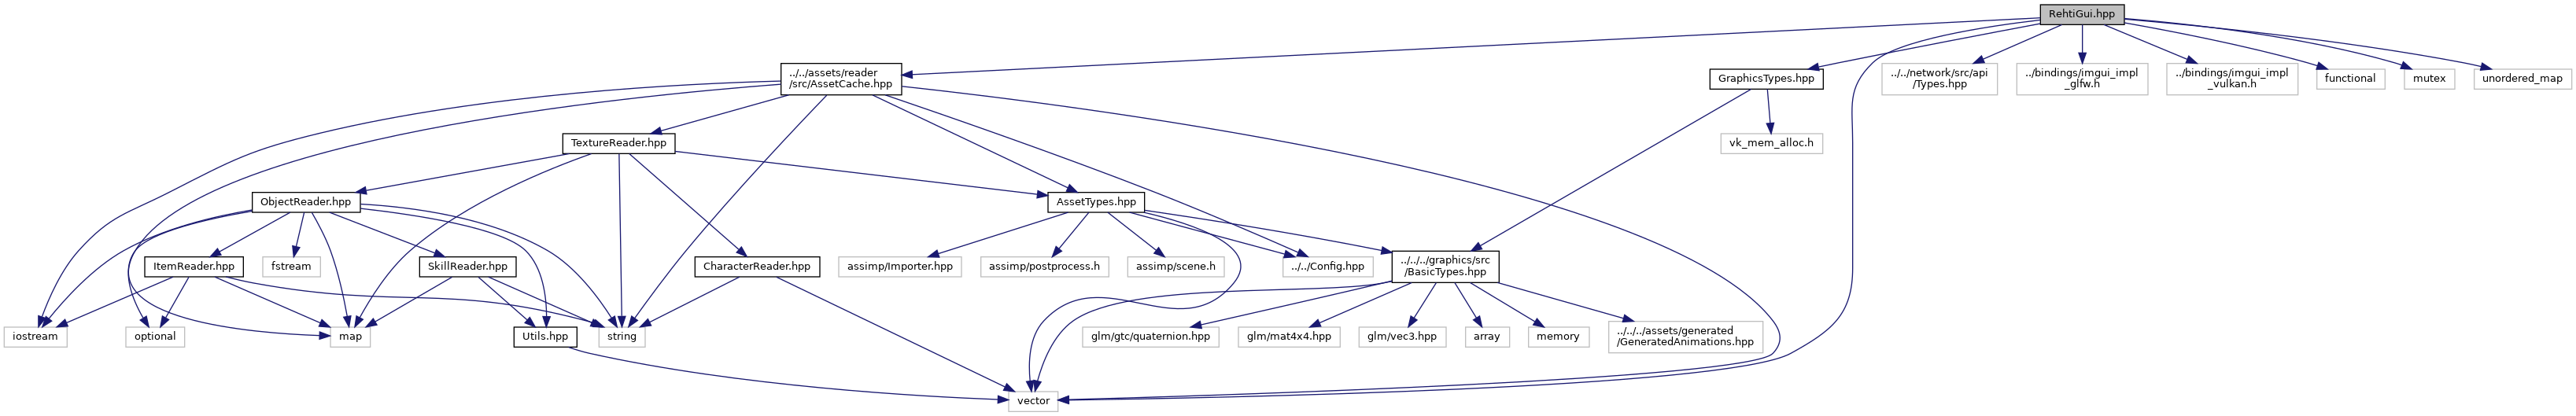 RehtiGui.hpp
../../assets/reader
/src/AssetCache.hpp
GraphicsTypes.hpp
../../network/src/api
/Types.hpp
../bindings/imgui_impl
_glfw.h
../bindings/imgui_impl
_vulkan.h
functional
mutex
unordered_map
TextureReader.hpp
vk_mem_alloc.h
ObjectReader.hpp
AssetTypes.hpp
ItemReader.hpp
fstream
SkillReader.hpp
CharacterReader.hpp
assimp/Importer.hpp
assimp/postprocess.h
assimp/scene.h
../../Config.hpp
../../../graphics/src
/BasicTypes.hpp
iostream
optional
map
Utils.hpp
string
glm/gtc/quaternion.hpp
glm/mat4x4.hpp
glm/vec3.hpp
array
memory
../../../assets/generated
/GeneratedAnimations.hpp
vector